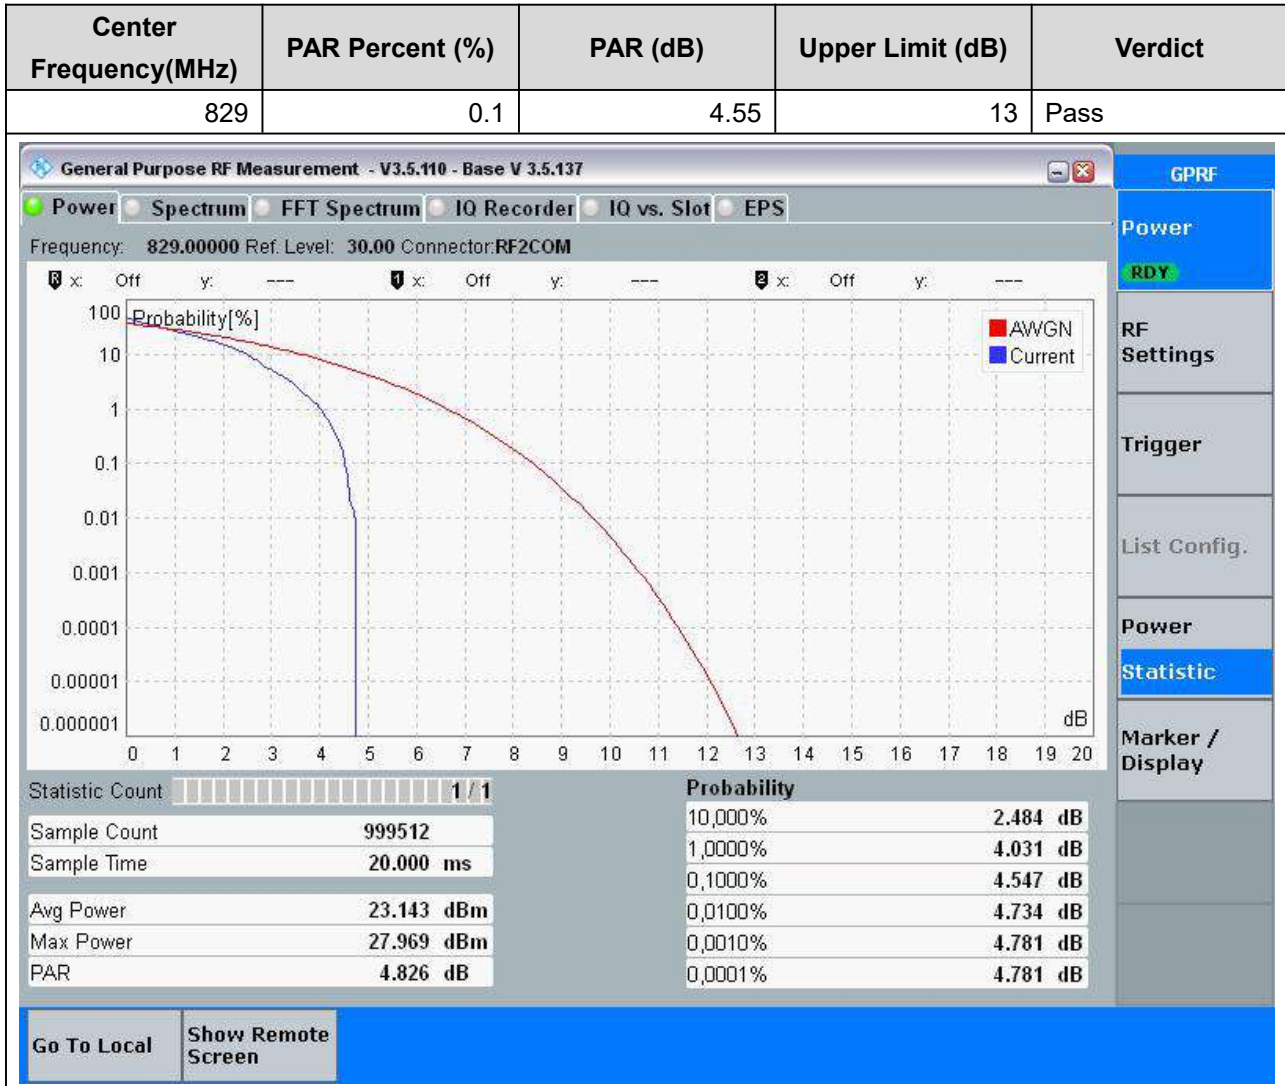 Center Frequency(MHz) PAR Percent (%) PAR (dB) Upper Limit (dB) Verdict
829 0.1 4.55 13 Pass
General Purpose RF Measurement - V3.5.110 - Base V 3.5.137
GPRF
Power Spectrum FFT Spectrum IQ Recorder IQ vs. Slot EPS
Frequency: 829.00000 Ref. Level: 30.00 Connector:RF2COM
Power
RDY
R x: Off y: --- 1 x: Off y: --- 2 x: Off y: ---
100 Probability[%]
AWGN
Current
10
1
0.1
0.01
0.001
0.0001
0.00001
0.000001
dB
0 1 2 3 4 5 6 7 8 9 10 11 12 13 14 15 16 17 18 19 20
RF
Settings
Trigger
List Config.
Power
Statistic
Marker /
Display
Statistic Count 1 / 1
Sample Count 999512
Sample Time 20.000 ms
Avg Power 23.143 dBm
Max Power 27.969 dBm
PAR 4.826 dB
Probability
10,000% 2.484 dB
1,0000% 4.031 dB
0,1000% 4.547 dB
0,0100% 4.734 dB
0,0010% 4.781 dB
0,0001% 4.781 dB
Go To Local
Show Remote
Screen